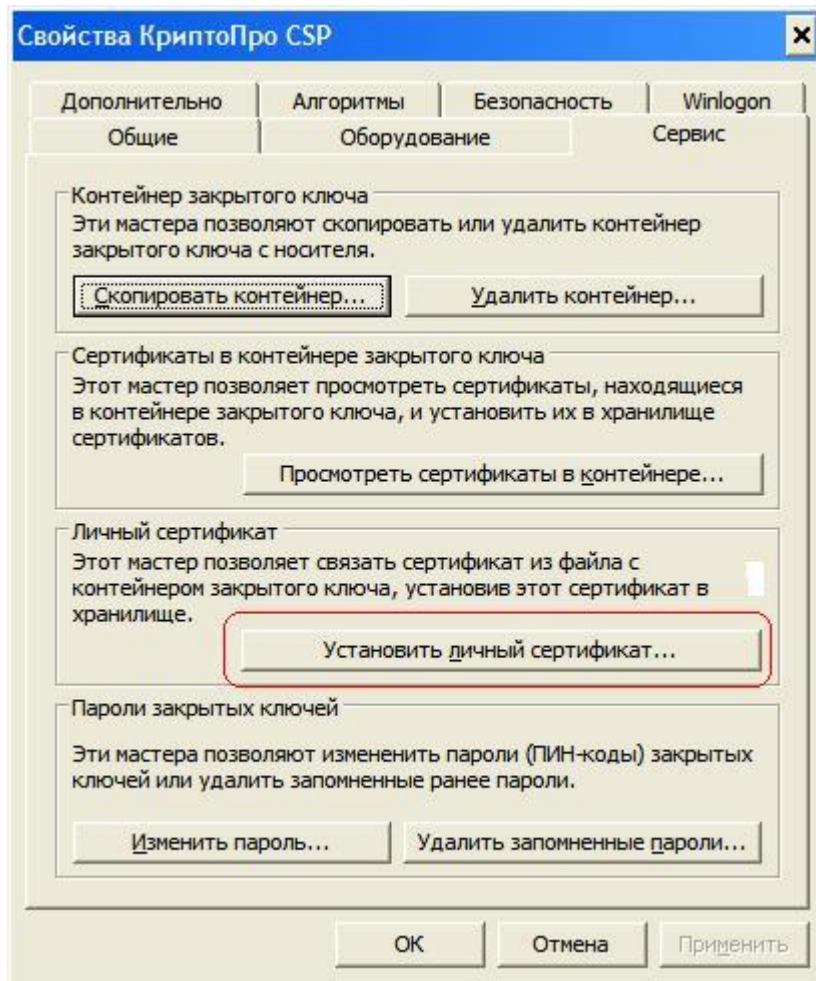 Свойства КриптоПро CSP
Дополнительно Алгоритмы Безопасность Winlogon
Общие Оборудование Сервис
Контейнер закрытого ключа
Эти мастера позволяют скопировать или удалить контейнер
закрытого ключа с носителя.
Скопировать контейнер... Удалить контейнер...
Сертификаты в контейнере закрытого ключа
Этот мастер позволяет просмотреть сертификаты, находящиеся
в контейнере закрытого ключа, и установить их в хранилище
сертификатов.
Просмотреть сертификаты в контейнере...
Личный сертификат
Этот мастер позволяет связать сертификат из файла с
контейнером закрытого ключа, установив этот сертификат в
хранилище.
Установить личный сертификат...
Пароли закрытых ключей
Эти мастера позволяют измененить пароли (ПИН-коды) закрытых
ключей или удалить запомненные ранее пароли.
Изменить пароль... Удалить запомненные пароли...
ОК Отмена Применить